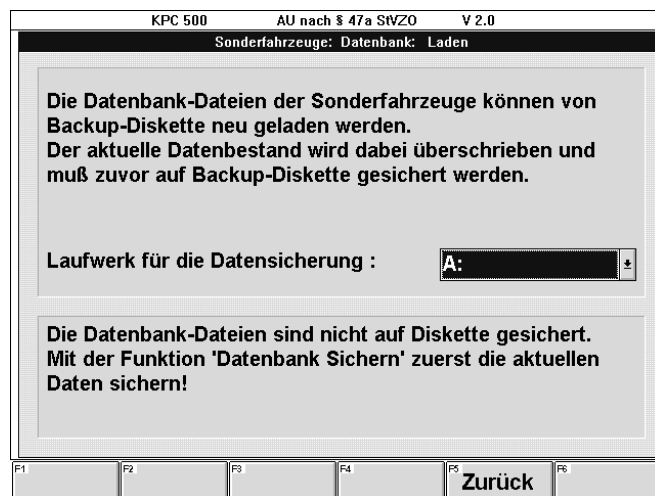 KPC 500 AU nach § 47a StVZO V 2.0
Sonderfahrzeuge: Datenbank: Laden
Die Datenbank-Dateien der Sonderfahrzeuge können von
Backup-Diskette neu geladen werden.
Der aktuelle Datenbestand wird dabei überschrieben und
muß zuvor auf Backup-Diskette gesichert werden.
Laufwerk für die Datensicherung : A:
Die Datenbank-Dateien sind nicht auf Diskette gesichert.
Mit der Funktion 'Datenbank Sichern' zuerst die aktuellen
Daten sichern!
F1 F2 F3 F4 F5 Zurück F6